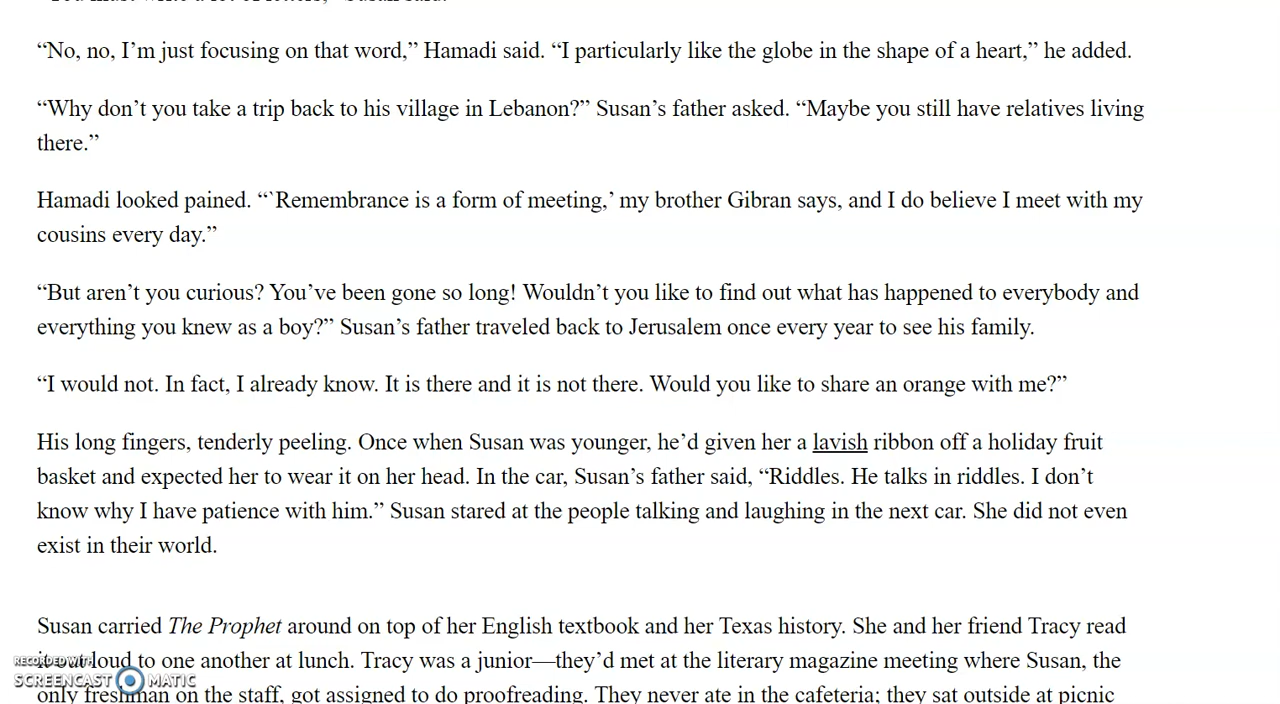 “No, no, I’m just focusing on that word,” Hamadi said. “I particularly like the globe in the shape of a heart,” he added.
“Why don’t you take a trip back to his village in Lebanon?” Susan’s father asked. “Maybe you still have relatives living
there.”
Hamadi looked pained. “`Remembrance is a form of meeting,’ my brother Gibran says, and I do believe I meet with my
cousins every day.”
“But aren’t you curious? You’ve been gone so long! Wouldn’t you like to find out what has happened to everybody and
everything you knew as a boy?” Susan’s father traveled back to Jerusalem once every year to see his family.
“I would not. In fact, I already know. It is there and it is not there. Would you like to share an orange with me?”
His long fingers, tenderly peeling. Once when Susan was younger, he’d given her a lavish ribbon off a holiday fruit
basket and expected her to wear it on her head. In the car, Susan’s father said, “Riddles. He talks in riddles. I don’t
know why I have patience with him.” Susan stared at the people talking and laughing in the next car. She did not even
exist in their world.
Susan carried The Prophet around on top of her English textbook and her Texas history. She and her friend Tracy read
loud to one another at lunch. Tracy was a junior—they’d met at the literary magazine meeting where Susan, the
only freshman on the staff, got assigned to do proofreading. They never ate in the cafeteria; they sat outside at picnic
RECORDED WITH
SCREENCAST MATIC